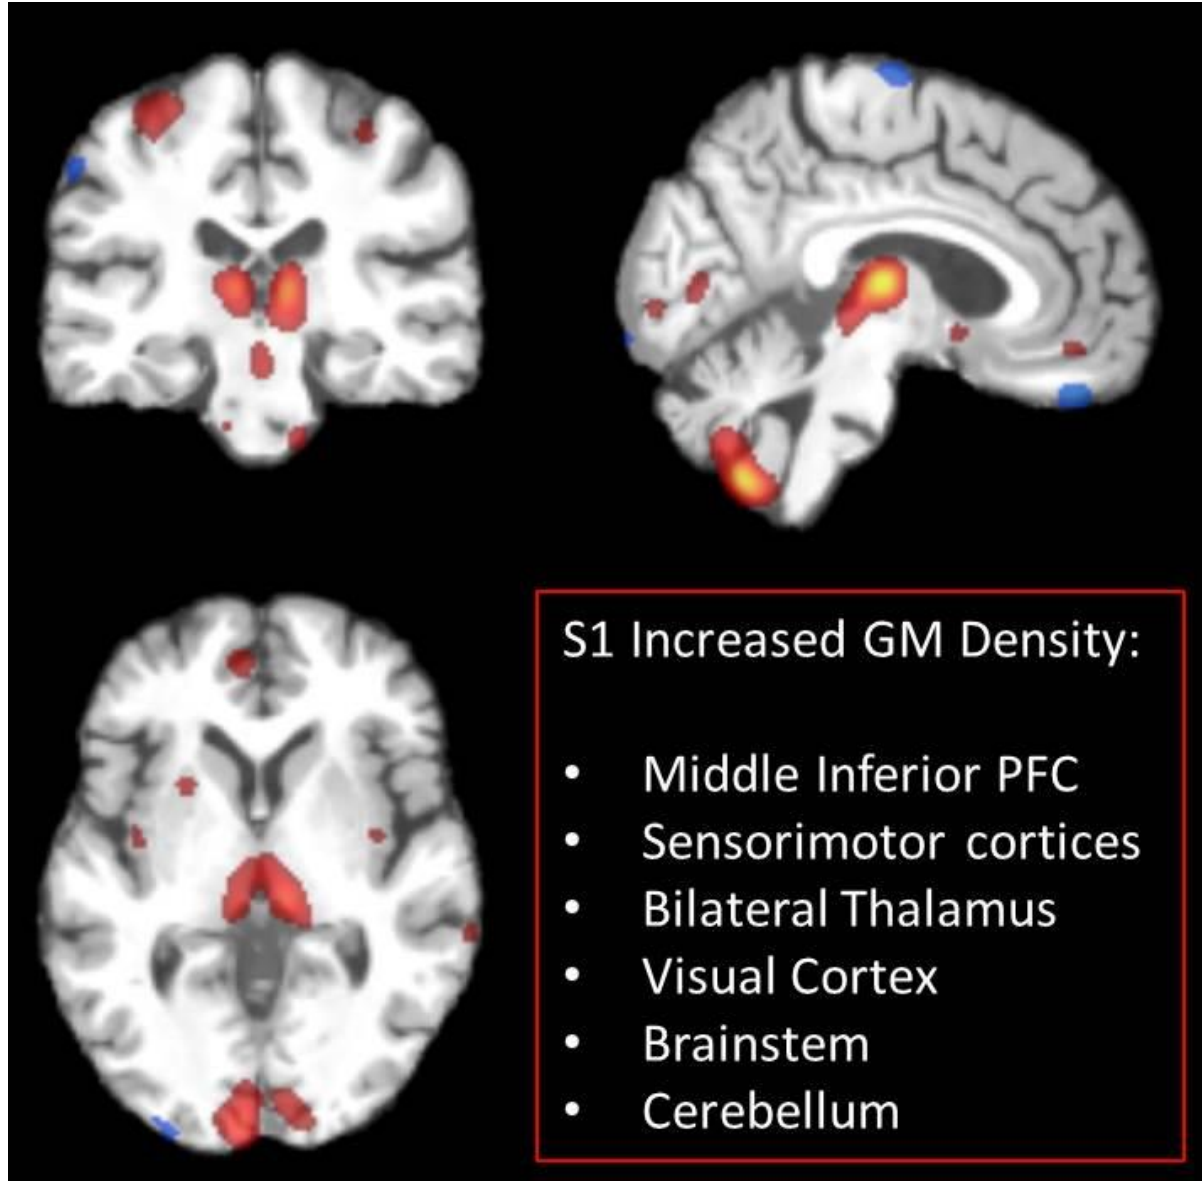 S1 Increased GM Density:
• Middle Inferior PFC
• Sensorimotor cortices
• Bilateral Thalamus
• Visual Cortex
• Brainstem
• Cerebellum